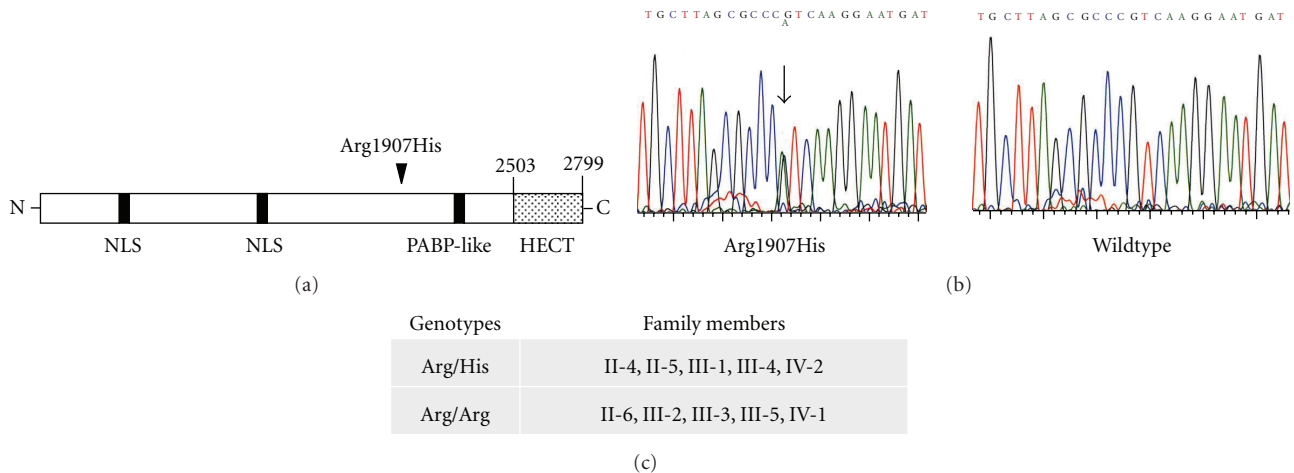 Arg1907His
2503
2799
N
C
NLS
NLS
PABP-like
HECT
(a)
T G C T T A G C G C C C G T C A A G G A A T G A T
A
Arg1907His
T G C T T A G C G C C C G T C A A G G A A T G A T
Wildtype
(b)
Genotypes
Family members
Arg/His
II-4, II-5, III-1, III-4, IV-2
Arg/Arg
II-6, III-2, III-3, III-5, IV-1
(c)